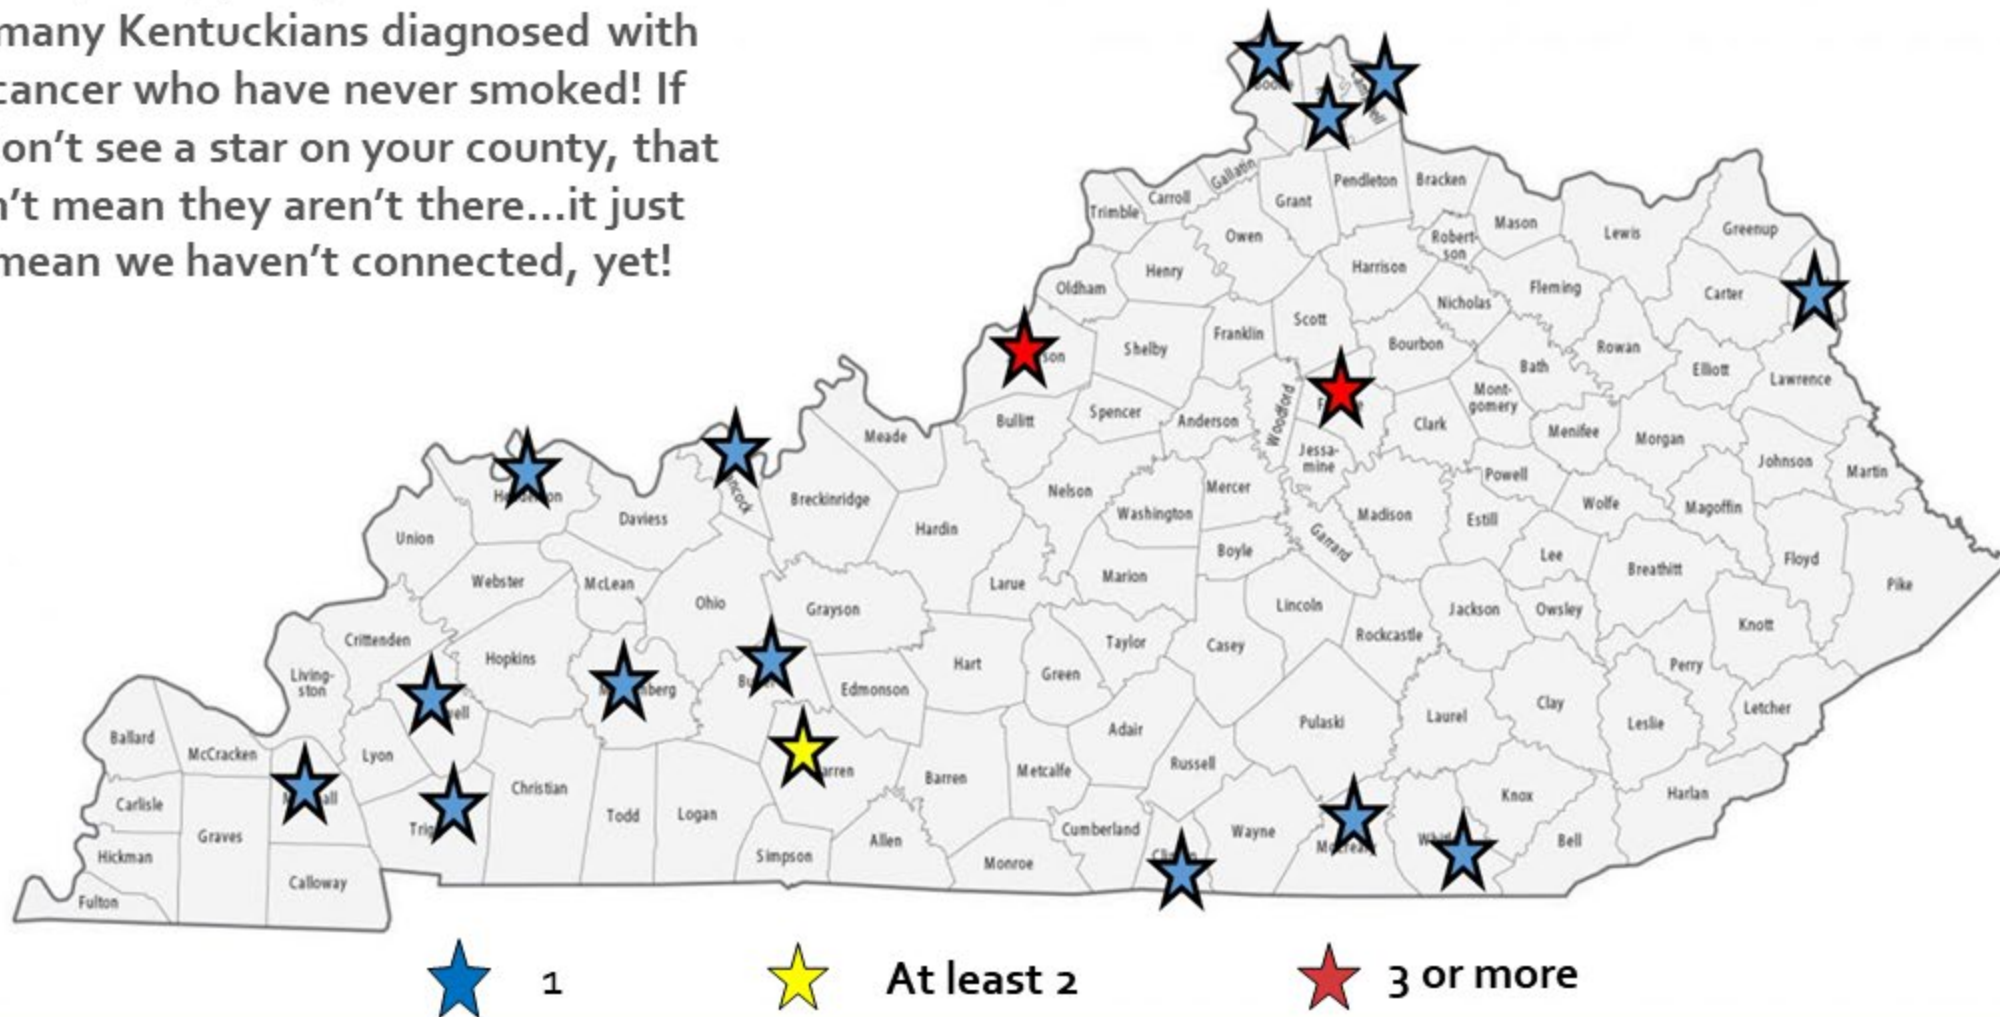 many Kentuckians diagnosed with
cancer who have never smoked! If
on't see a star on your county, that
n't mean they aren't there...it just
mean we haven't connected, yet!
Gallatin
Carroll
Trimble
Grant
Pendleton
Bracken
Owen
Robert-
son
Mason
Lewis
Greenup
Henry
Oldham
Harrison
Nicholas
Fleming
Carter
Shelby
Franklin
Scott
Bourbon
Bath
Rowan
Elliott
Lawrence
Bullitt
Spencer
Anderson
Woodford
Clark
Mont-
gomery
Menifee
Morgan
Johnson
Martin
Meade
Jessa-
mine
Powell
Union
Daviess
Breckinridge
Hardin
Nelson
Washington
Mercer
Garrard
Madison
Estill
Wolfe
Magoffin
Webster
McLean
Ohio
Grayson
Larue
Marion
Boyle
Lincoln
Lee
Breathitt
Floyd
Pike
Crittenden
Hopkins
Hart
Green
Taylor
Casey
Rockcastle
Jackson
Owsley
Perry
Knott
Living-
ston
Edmonson
Adair
Pulaski
Laurel
Clay
Leslie
Letcher
Ballard
McCracken
Lyon
Christian
Todd
Logan
Barren
Metcalfe
Russell
Knox
Harlan
Carlisle
Graves
Simpson
Allen
Monroe
Cumberland
Wayne
Bell
Hickman
Fulton
Calloway
1
At least 2
3 or more